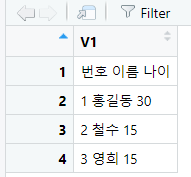 Filter
V1
1 번호 이름 나이
2 1 홍길동 30
3 2 철수 15
4 3 영희 15